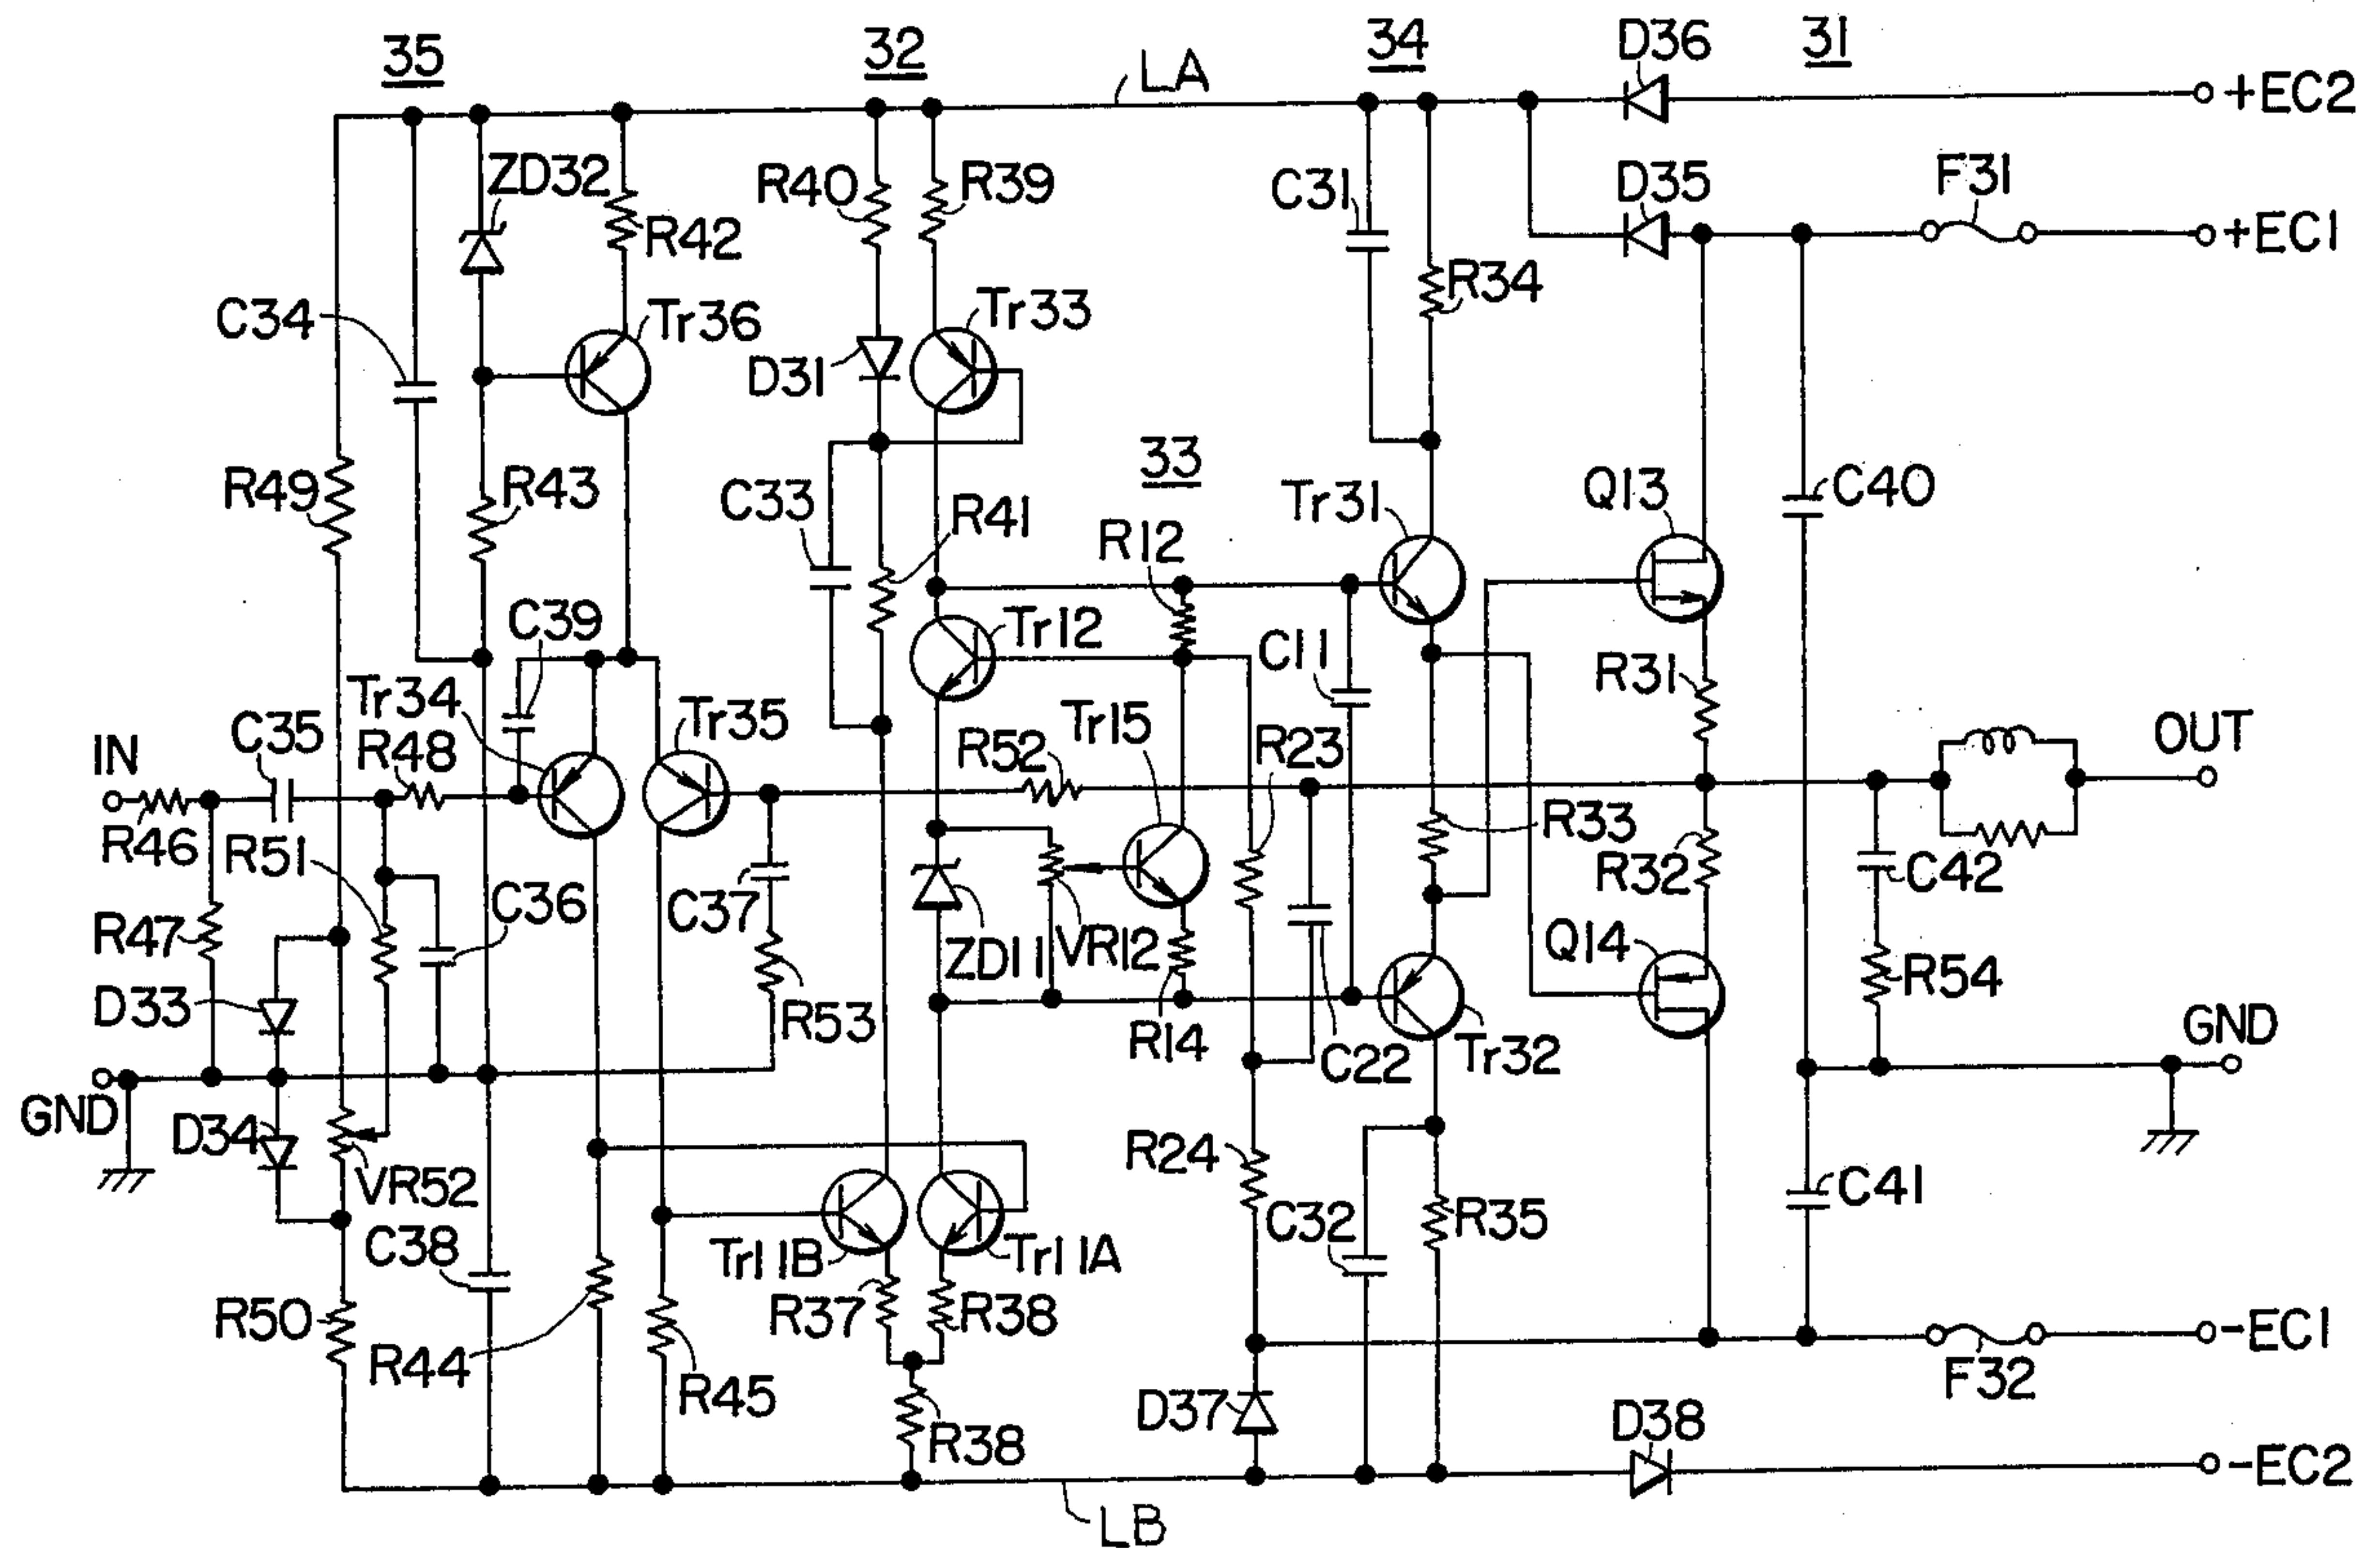 35
32
LA
34
D36
31
+EC2
ZD32
R42
R40
R39
C31
D35
F31
+EC1
R34
C34
Tr36
Tr33
D31
33
R49
R43
C33
R41
R12
Tr31
Q13
C40
C39
Tr12
C11
R31
Tr34
Tr35
Tr15
IN
C35
R48
R52
R23
OUT
R46
R51
R33
R32
C42
R47
C36
C37
ZD11
VR12
Q14
R54
D33
R53
R14
C22
Tr32
GND
GND
D34
VR52
R24
C41
C38
Tr11B
Tr11A
C32
R35
R50
R44
R37
R38
-EC1
R45
F32
D37
R38
D38
-EC2
LB